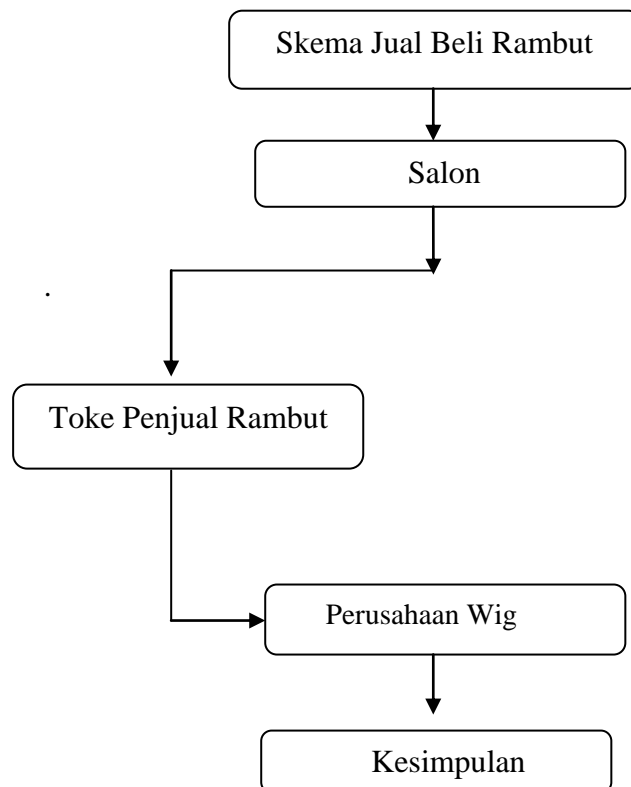 Skema Jual Beli Rambut
Salon
.
Toke Penjual Rambut
Perusahaan Wig
Kesimpulan